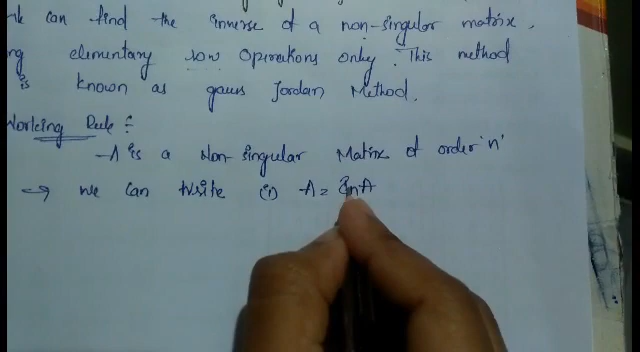 can find the inverse of a non-singular matrix.
elementary row operations only. This method
is known as gauss Jordan Method.
Working Rule :-
A is a Non-singular Matrix of order 'n'
→ we can write (i) A = InA